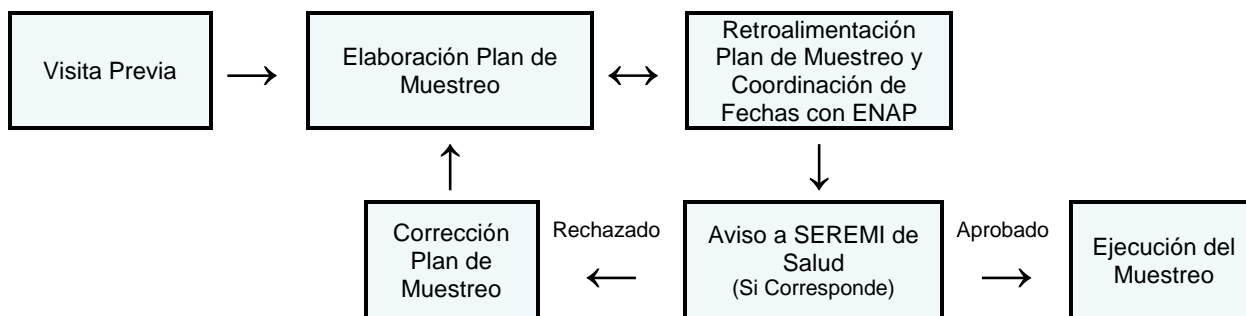 Visita Previa
Elaboración Plan de
Muestreo
Retroalimentación
Plan de Muestreo y
Coordinación de
Fechas con ENAP
Corrección
Plan de
Muestreo
Rechazado
Aviso a SEREMI de
Salud
(Si Corresponde)
Aprobado
Ejecución del
Muestreo